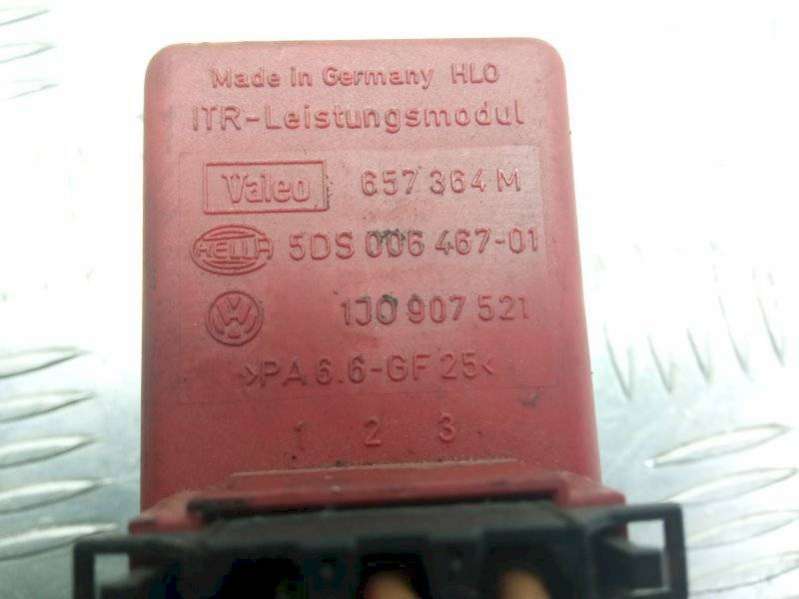 Made in Germany HLO
ITR-Leistungsmodul
Valeo 657 364 M
HELLA 5DS 006 467-01
VW 1J0 907 521
>PA 6.6-GF 25<
1 2 3